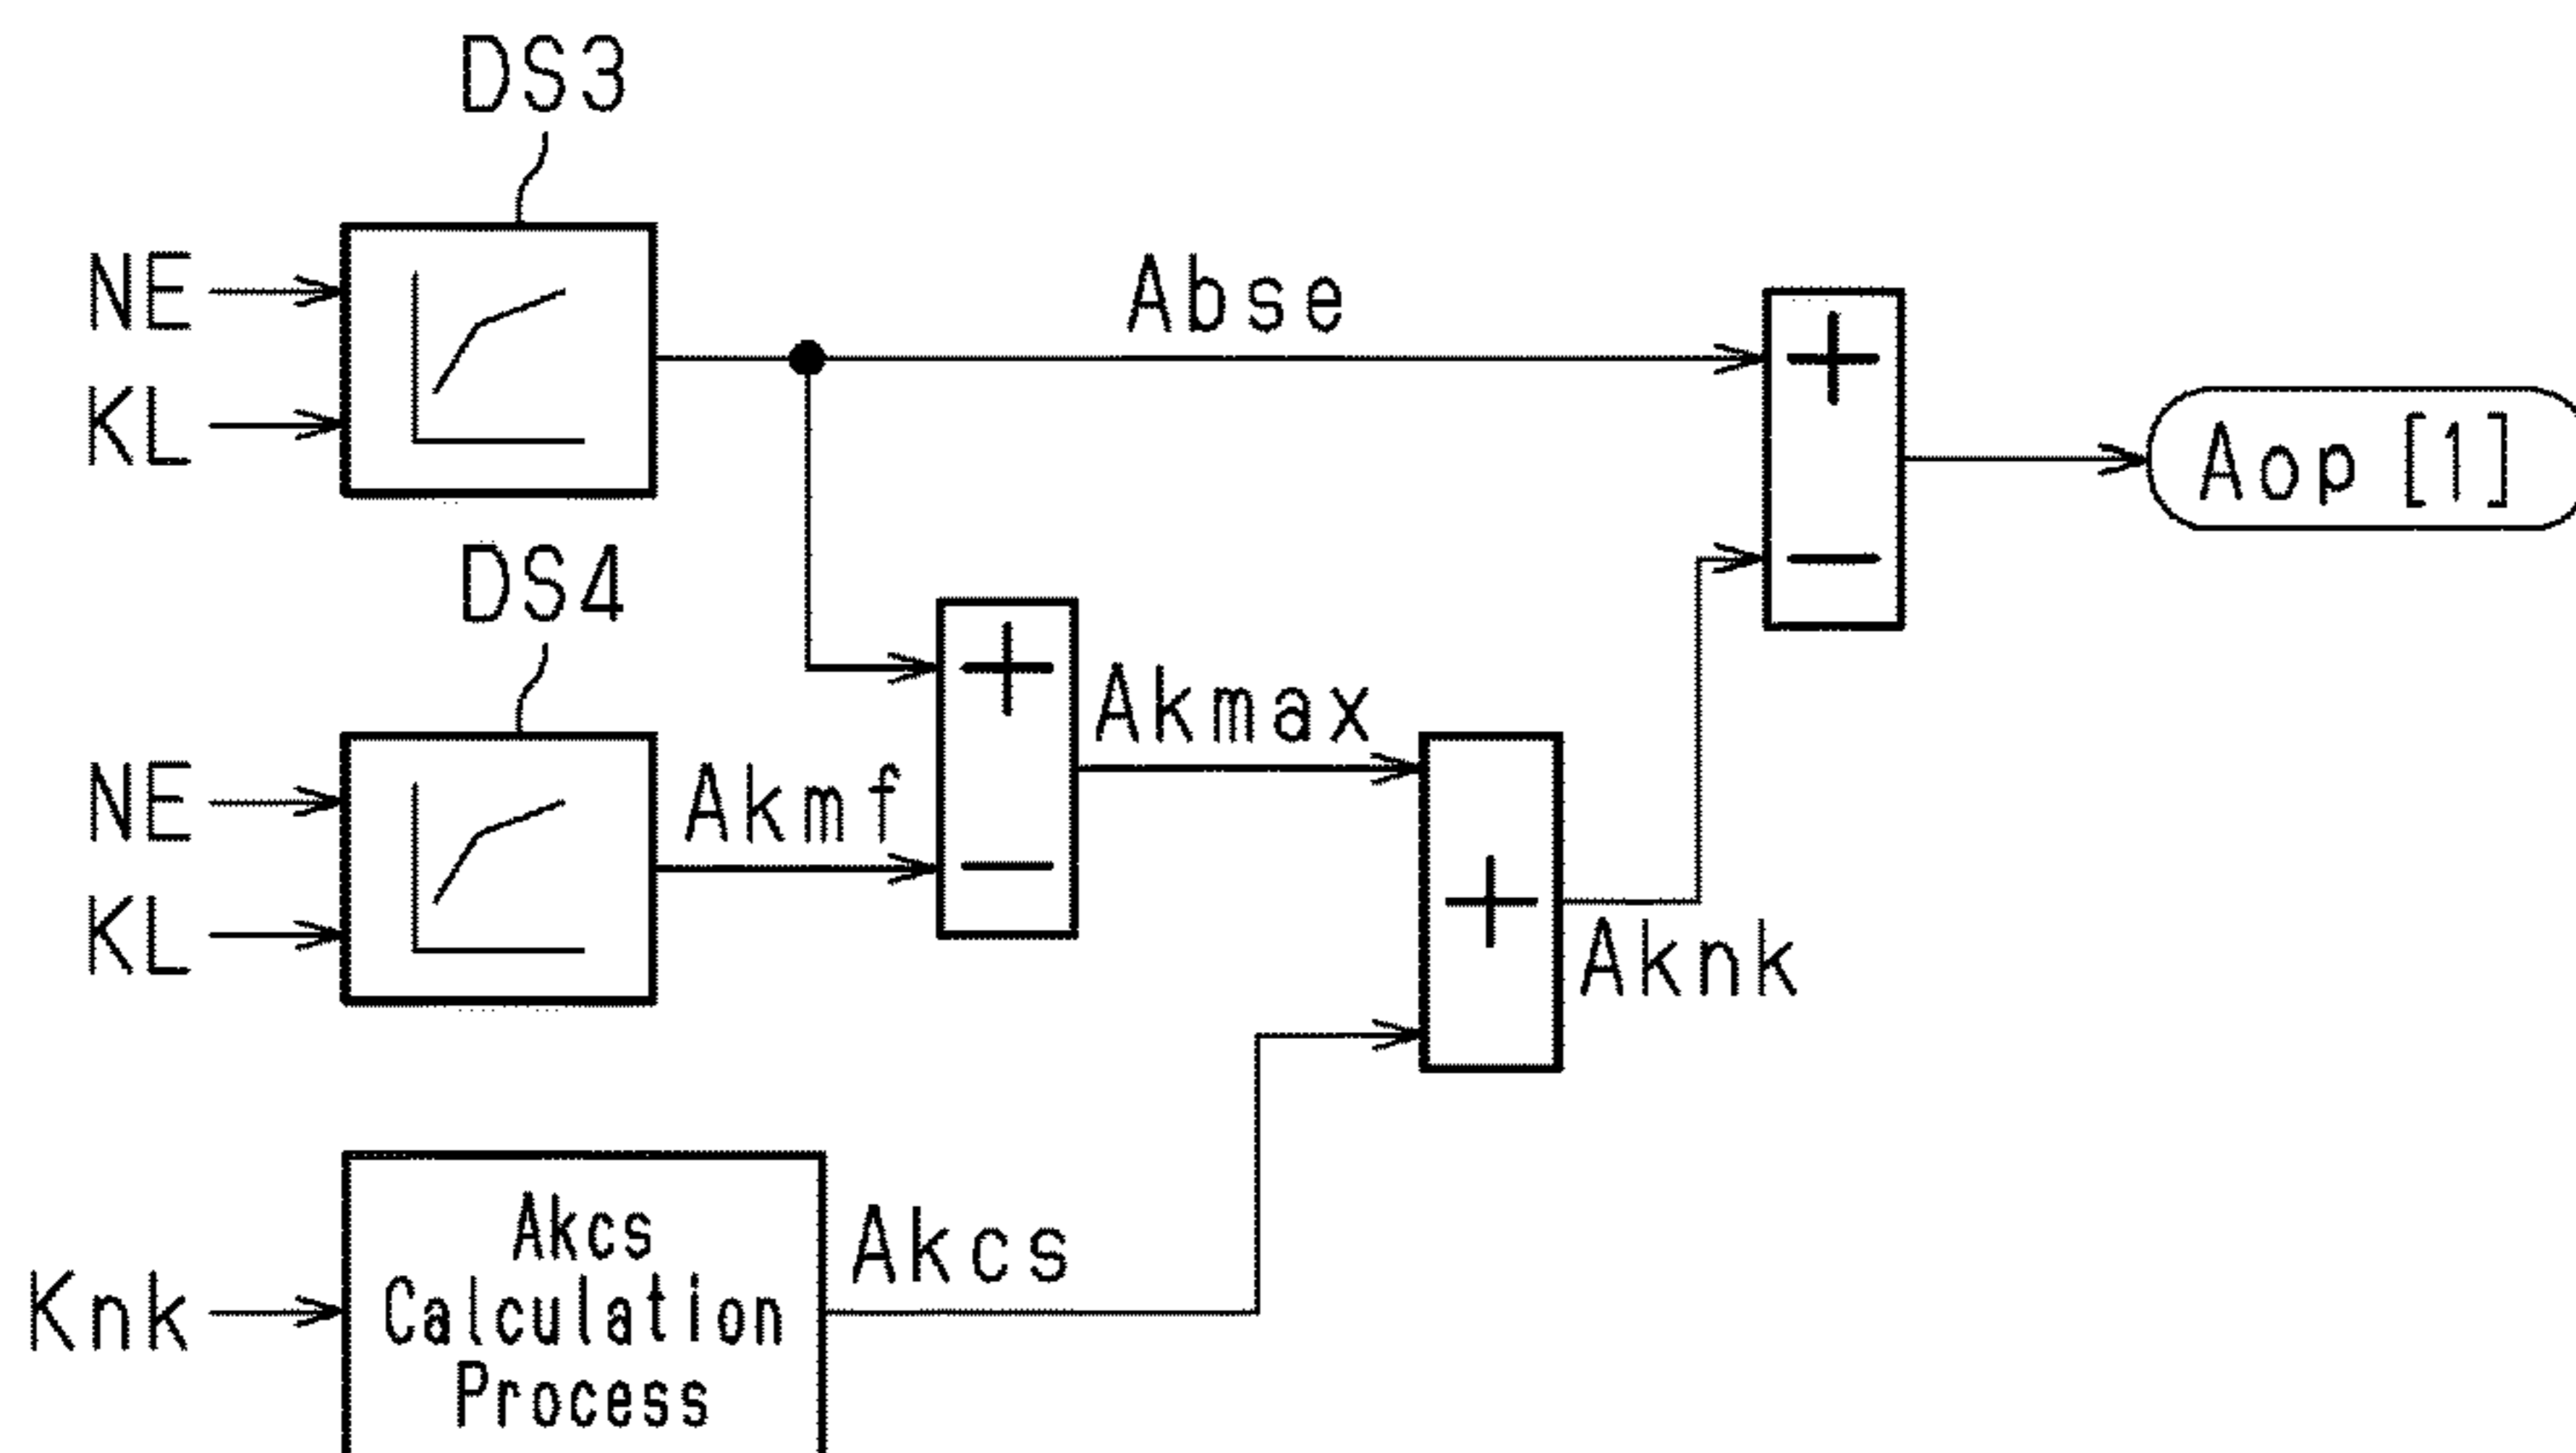 DS3
NE
KL
Abse
Aop [1]
DS4
NE
KL
Akmf
Akmax
Aknk
Knk
Akcs
Calculation
Process
Akcs